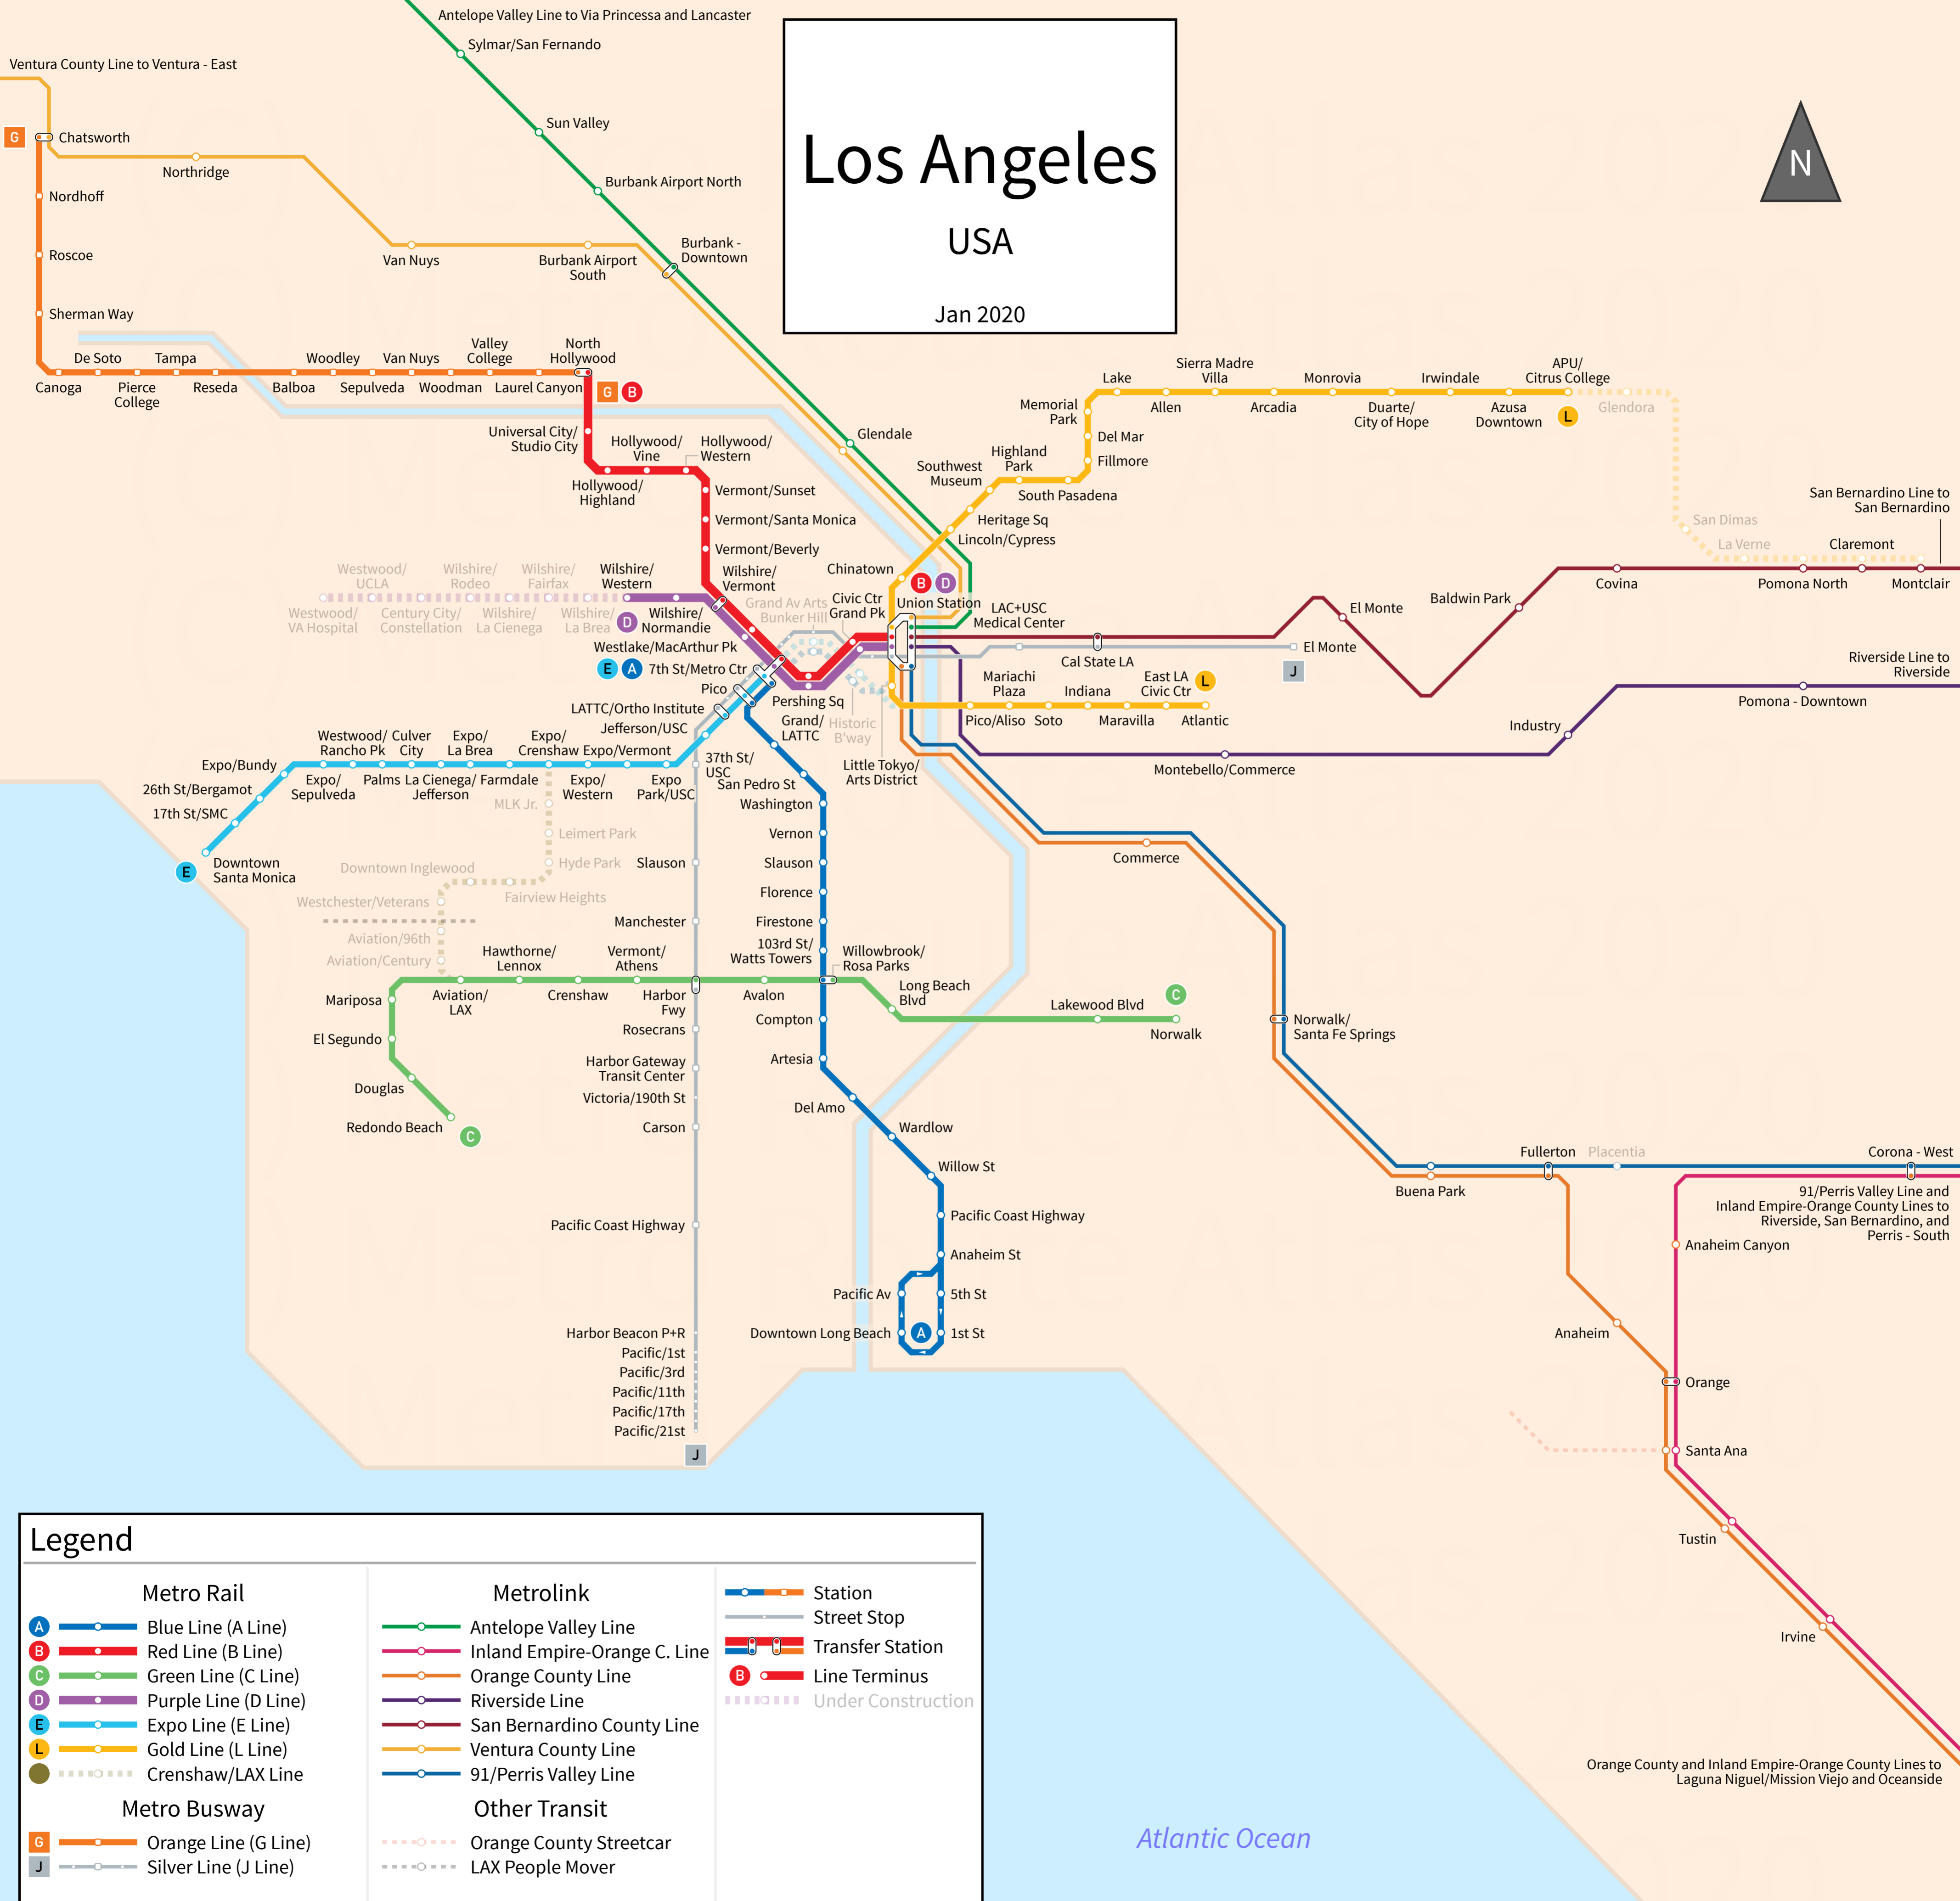 Antelope Valley Line to Via Princessa and Lancaster
Sylmar/San Fernando
Ventura County Line to Ventura - East
Sun Valley
G
Chatsworth
Northridge
Burbank Airport North
Nordhoff
Burbank -
Downtown
Van Nuys
Burbank Airport
South
Roscoe
Sherman Way
Los Angeles
USA
Jan 2020
N
De Soto
Tampa
Woodley
Van Nuys
Valley
College
North
Hollywood
Canoga
Pierce
College
Reseda
Balboa
Sepulveda
Woodman
Laurel Canyon
G
B
Universal City/
Studio City
Hollywood/
Vine
Hollywood/
Western
Hollywood/
Highland
Vermont/Sunset
Vermont/Santa Monica
Vermont/Beverly
Glendale
Lake
Sierra Madre
Villa
Monrovia
Irwindale
APU/
Citrus College
Memorial
Park
Allen
Arcadia
Duarte/
City of Hope
Azusa
Downtown
L
Glendora
Del Mar
Fillmore
Highland
Park
Southwest
Museum
South Pasadena
Heritage Sq
Lincoln/Cypress
San Bernardino Line to
San Bernardino
San Dimas
La Verne
Claremont
Covina
Pomona North
Montclair
Baldwin Park
El Monte
Chinatown
B
D
Union Station
Civic Ctr
Grand Pk
LAC+USC
Medical Center
Cal State LA
El Monte
J
Westwood/
UCLA
Wilshire/
Rodeo
Wilshire/
Fairfax
Wilshire/
Western
Wilshire/
Vermont
Westwood/
VA Hospital
Century City/
Constellation
Wilshire/
La Cienega
Wilshire/
La Brea
D
Wilshire/
Normandie
Grand Av Arts
Bunker Hill
Westlake/MacArthur Pk
E
A
7th St/Metro Ctr
Pico
LATTC/Ortho Institute
Jefferson/USC
Pershing Sq
Grand/
LATTC
Historic
B'way
Little Tokyo/
Arts District
Pico/Aliso
Mariachi
Plaza
Soto
Indiana
Maravilla
East LA
Civic Ctr
L
Atlantic
Riverside Line to
Riverside
Pomona - Downtown
Industry
Montebello/Commerce
Expo/Bundy
Westwood/
Rancho Pk
Culver
City
Expo/
La Brea
Expo/
Crenshaw
Expo/Vermont
Expo/
Sepulveda
Palms
La Cienega/
Jefferson
Farmdale
Expo/
Western
Expo
Park/USC
37th St/
USC
San Pedro St
26th St/Bergamot
17th St/SMC
E
Downtown
Santa Monica
MLK Jr.
Leimert Park
Hyde Park
Downtown Inglewood
Fairview Heights
Westchester/Veterans
Aviation/96th
Aviation/Century
Washington
Vernon
Slauson
Slauson
Florence
Manchester
Firestone
103rd St/
Watts Towers
Willowbrook/
Rosa Parks
Commerce
Hawthorne/
Lennox
Vermont/
Athens
Mariposa
Aviation/
LAX
Crenshaw
Harbor
Fwy
Avalon
Long Beach
Blvd
Lakewood Blvd
C
Norwalk
Norwalk/
Santa Fe Springs
El Segundo
Douglas
Redondo Beach
C
Rosecrans
Harbor Gateway
Transit Center
Victoria/190th St
Carson
Compton
Artesia
Del Amo
Wardlow
Willow St
Pacific Coast Highway
Pacific Coast Highway
Anaheim St
Pacific Av
5th St
Downtown Long Beach
A
1st St
Harbor Beacon P+R
Pacific/1st
Pacific/3rd
Pacific/11th
Pacific/17th
Pacific/21st
J
Fullerton
Placentia
Corona - West
Buena Park
91/Perris Valley Line and
Inland Empire-Orange County Lines to
Riverside, San Bernardino, and
Perris - South
Anaheim Canyon
Anaheim
Orange
Santa Ana
Tustin
Irvine
Orange County and Inland Empire-Orange County Lines to
Laguna Niguel/Mission Viejo and Oceanside
Atlantic Ocean
Legend
Metro Rail
A
Blue Line (A Line)
B
Red Line (B Line)
C
Green Line (C Line)
D
Purple Line (D Line)
E
Expo Line (E Line)
L
Gold Line (L Line)
Crenshaw/LAX Line
Metro Busway
G
Orange Line (G Line)
J
Silver Line (J Line)
Metrolink
Antelope Valley Line
Inland Empire-Orange C. Line
Orange County Line
Riverside Line
San Bernardino County Line
Ventura County Line
91/Perris Valley Line
Other Transit
Orange County Streetcar
LAX People Mover
Station
Street Stop
Transfer Station
B
Line Terminus
Under Construction